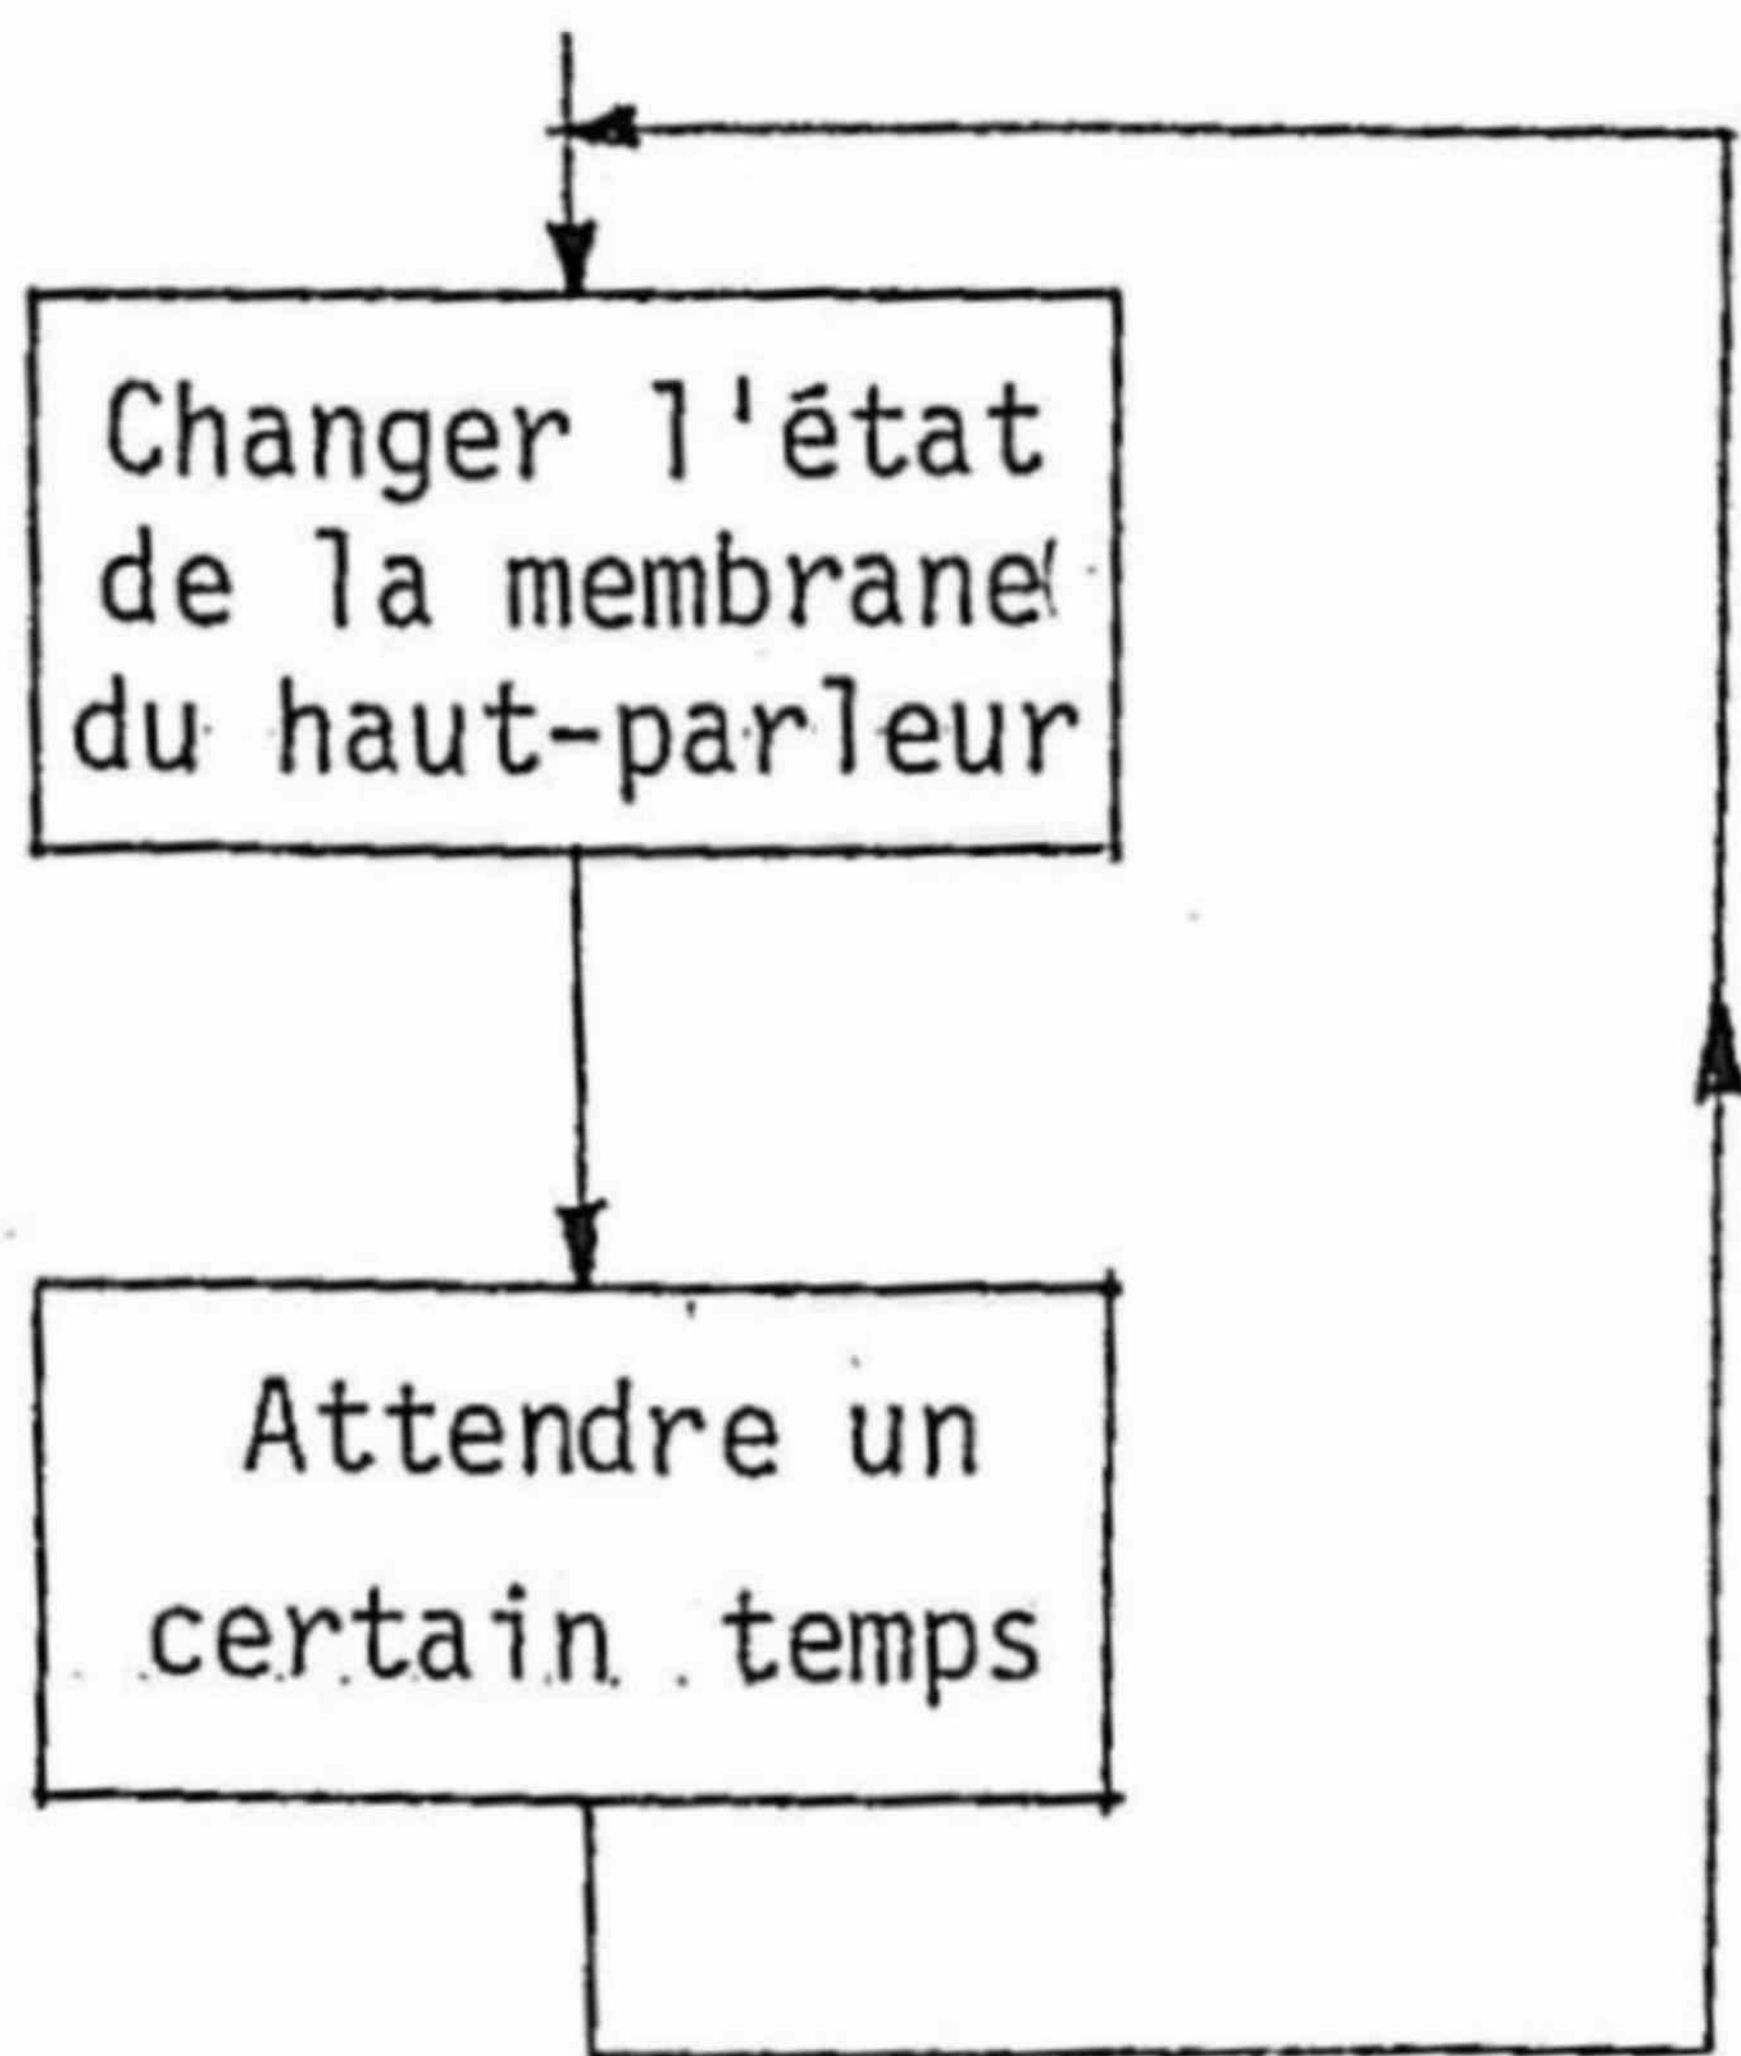 Changer l'état
de la membrane
du haut-parleur
Attendre un
certain temps